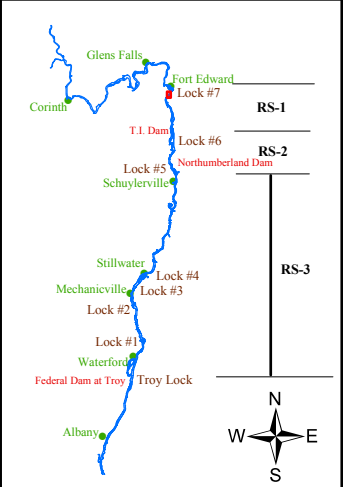 Glens Falls
Fort Edward
Lock #7
Corinth
RS-1
T.I. Dam
Lock #6
RS-2
Northumberland Dam
Lock #5
Schuylerville
Stillwater
RS-3
Lock #4
Mechanicville
Lock #3
Lock #2
Lock #1
Waterford
Federal Dam at Troy
Troy Lock
N
Albany
W
E
S